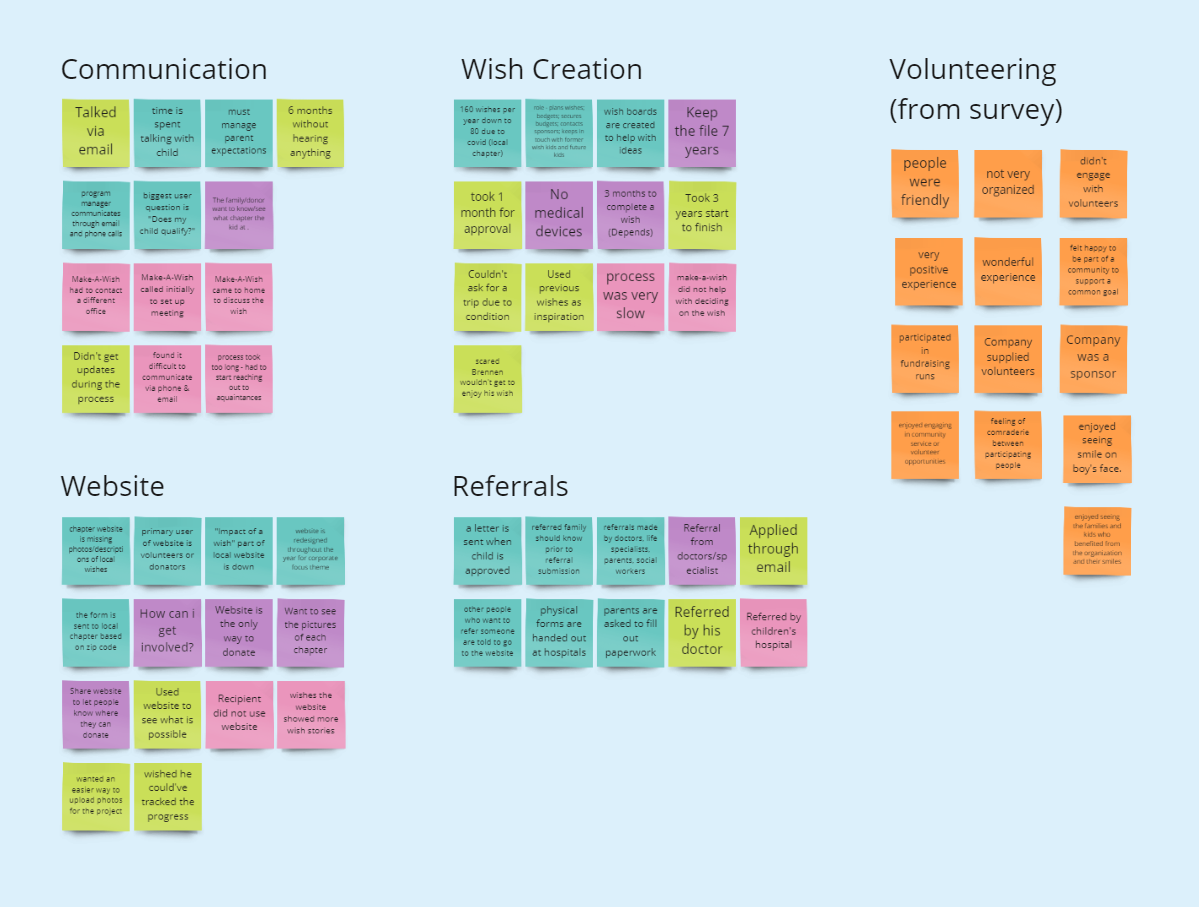 Communication
Talked
via
email
time is
spent
talking with
child
must
manage
parent
expectations
6 months
without
hearing
anything
program
manager
communicates
through email
and phone calls
biggest user
question is
"Does my
child qualify?"
The family/donor
want to know/see
what chapter the
kid at...
Make-A-Wish
had to contact
a different
office
Make-A-Wish
called initially
to set up
meeting
Make-A-Wish
came to home
to discuss the
wish
Didn't get
updates
during the
process
found it
difficult to
communicate
via phone &
email
process took
too long - had to
start reaching
out to
aquaintances
Wish Creation
160 wishes per
year down to
80 due to
covid (local
chapter)
role - plans wishes;
budgets; secures
budgets; contacts
sponsors; keeps in
touch with former
wish kids and future
kids
wish boards
are created
to help with
ideas
Keep
the file 7
years
took 1
month for
approval
No
medical
devices
3 months to
complete a
wish
(Depends)
Took 3
years start
to finish
Couldn't
ask for a
trip due to
condition
Used
previous
wishes as
inspiration
process
was very
slow
make-a-wish
did not help
with deciding
on the wish
scared
Brennen
wouldn't get to
enjoy his wish
Volunteering
(from survey)
people
were
friendly
not very
organized
didn't
engage
with
volunteers
very
positive
experience
wonderful
experience
felt happy to
be part of a
community to
support a
common goal
participated
in
fundraising
runs
Company
supplied
volunteers
Company
was a
sponsor
enjoyed engaging
in community
service or
volunteer
opportunities
feeling of
comraderie
between
participating
people
enjoyed
seeing
smile on
boy's face.
enjoyed seeing
the families and
kids who
benefited from
the organization
and their smiles
Website
chapter website
is missing
photos/descripti
ons of local
wishes
primary user
of website is
volunteers or
donators
"impact of a
wish" part of
local website
is down
website is
redesigned
throughout the
year for corporate
focus theme
the form is
sent to local
chapter based
on zip code
How can i
get
involved?
Website is
the only
way to
donate
Want to see
the pictures
of each
chapter
Share website
to let people
know where
they can
donate
Used
website to
see what is
possible
Recipient
did not use
website
wishes the
website
showed more
wish stories
wanted an
easier way to
upload photos
for the project
wished he
could've
tracked the
progress
Referrals
a letter is
sent when
child is
approved
referred family
should know
prior to
referral
submission
referrals made
by doctors, life
specialists,
parents, social
workers
Referral
from
doctors/sp
ecialist
Applied
through
email
other people
who want to
refer someone
are told to go
to the website
physical
forms are
handed out
at hospitals
parents are
asked to fill
out
paperwork
Referred
by his
doctor
Referred by
children's
hospital